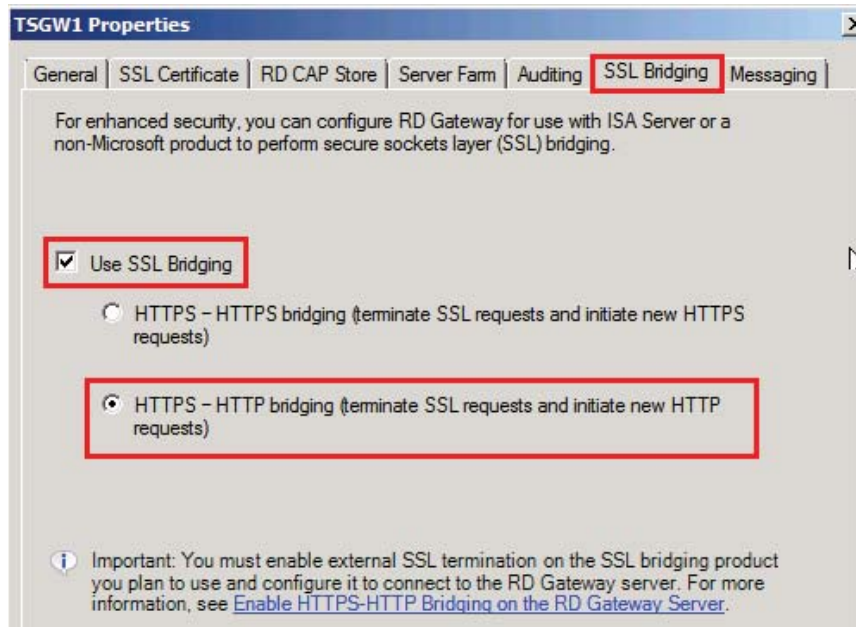 TSGW1 Properties
General SSL Certificate RD CAP Store Server Farm Auditing SSL Bridging Messaging
For enhanced security, you can configure RD Gateway for use with ISA Server or a
non-Microsoft product to perform secure sockets layer (SSL) bridging.
Use SSL Bridging
HTTPS – HTTPS bridging (terminate SSL requests and initiate new HTTPS
requests)
HTTPS – HTTP bridging (terminate SSL requests and initiate new HTTP
requests)
Important: You must enable external SSL termination on the SSL bridging product
you plan to use and configure it to connect to the RD Gateway server. For more
information, see Enable HTTPS-HTTP Bridging on the RD Gateway Server.